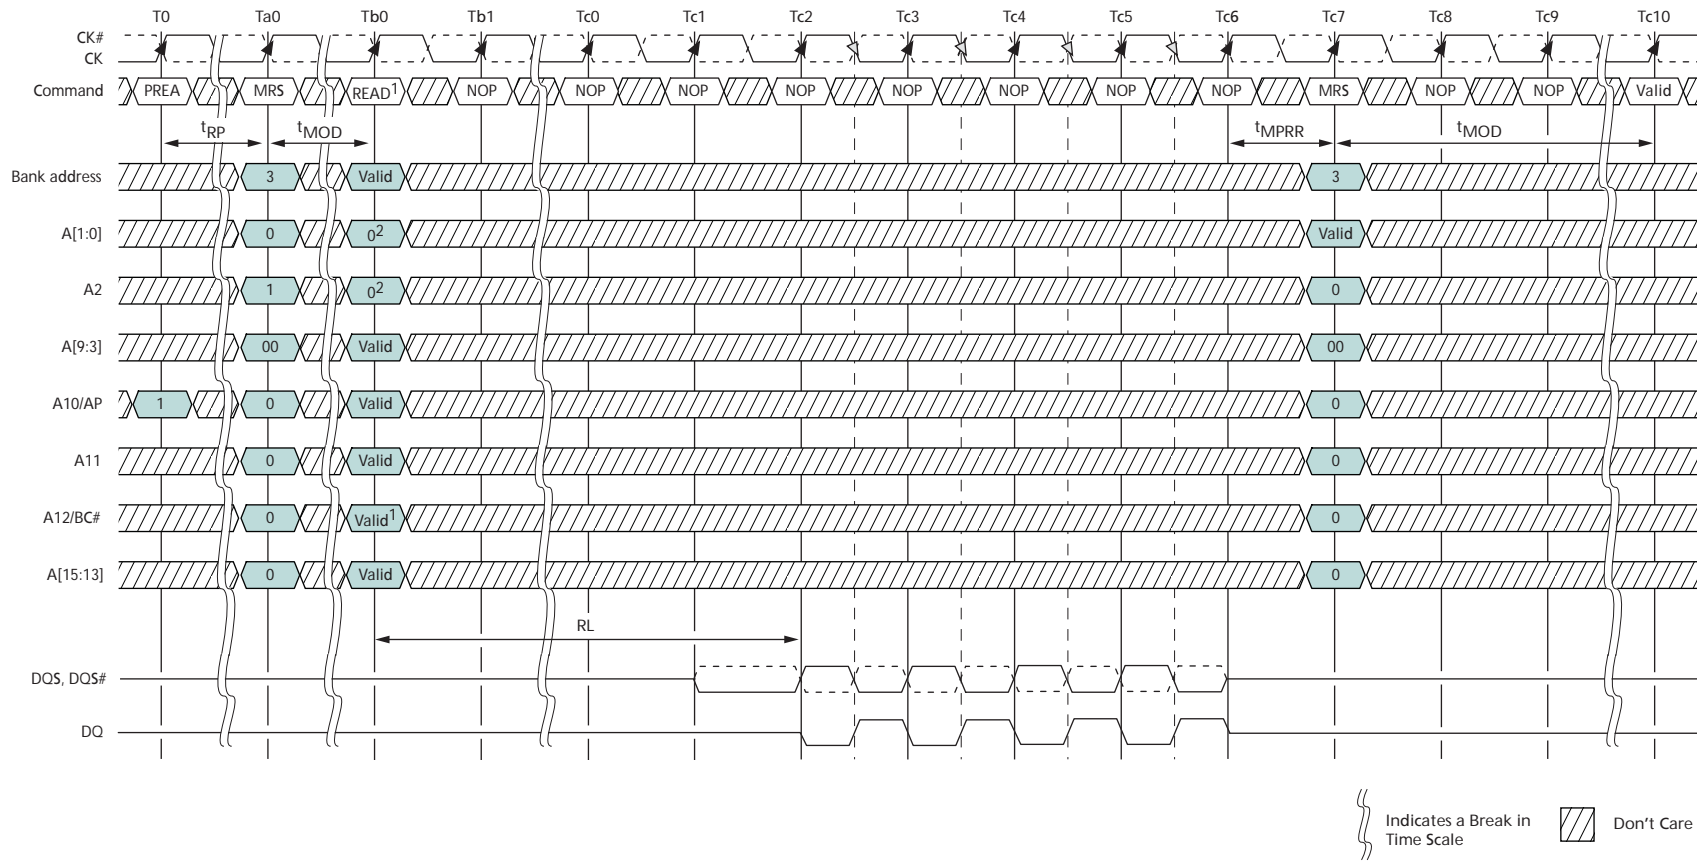 T0 Ta0 Tb0 Tb1 Tc0 Tc1 Tc2 Tc3 Tc4 Tc5 Tc6 Tc7 Tc8 Tc9 Tc10
CK#
CK
Command PREA MRS READ1 NOP NOP NOP NOP NOP NOP NOP NOP MRS NOP NOP Valid
tRP tMOD tMPRR tMOD
Bank address 3 Valid 3
A[1:0] 0 02 Valid
A2 1 02 0
A[9:3] 00 Valid 00
A10/AP 1 0 Valid 0
A11 0 Valid 0
A12/BC# 0 Valid1 0
A[15:13] 0 Valid 0
RL
DQS, DQS#
DQ
Indicates a Break in
Time Scale
Don't Care